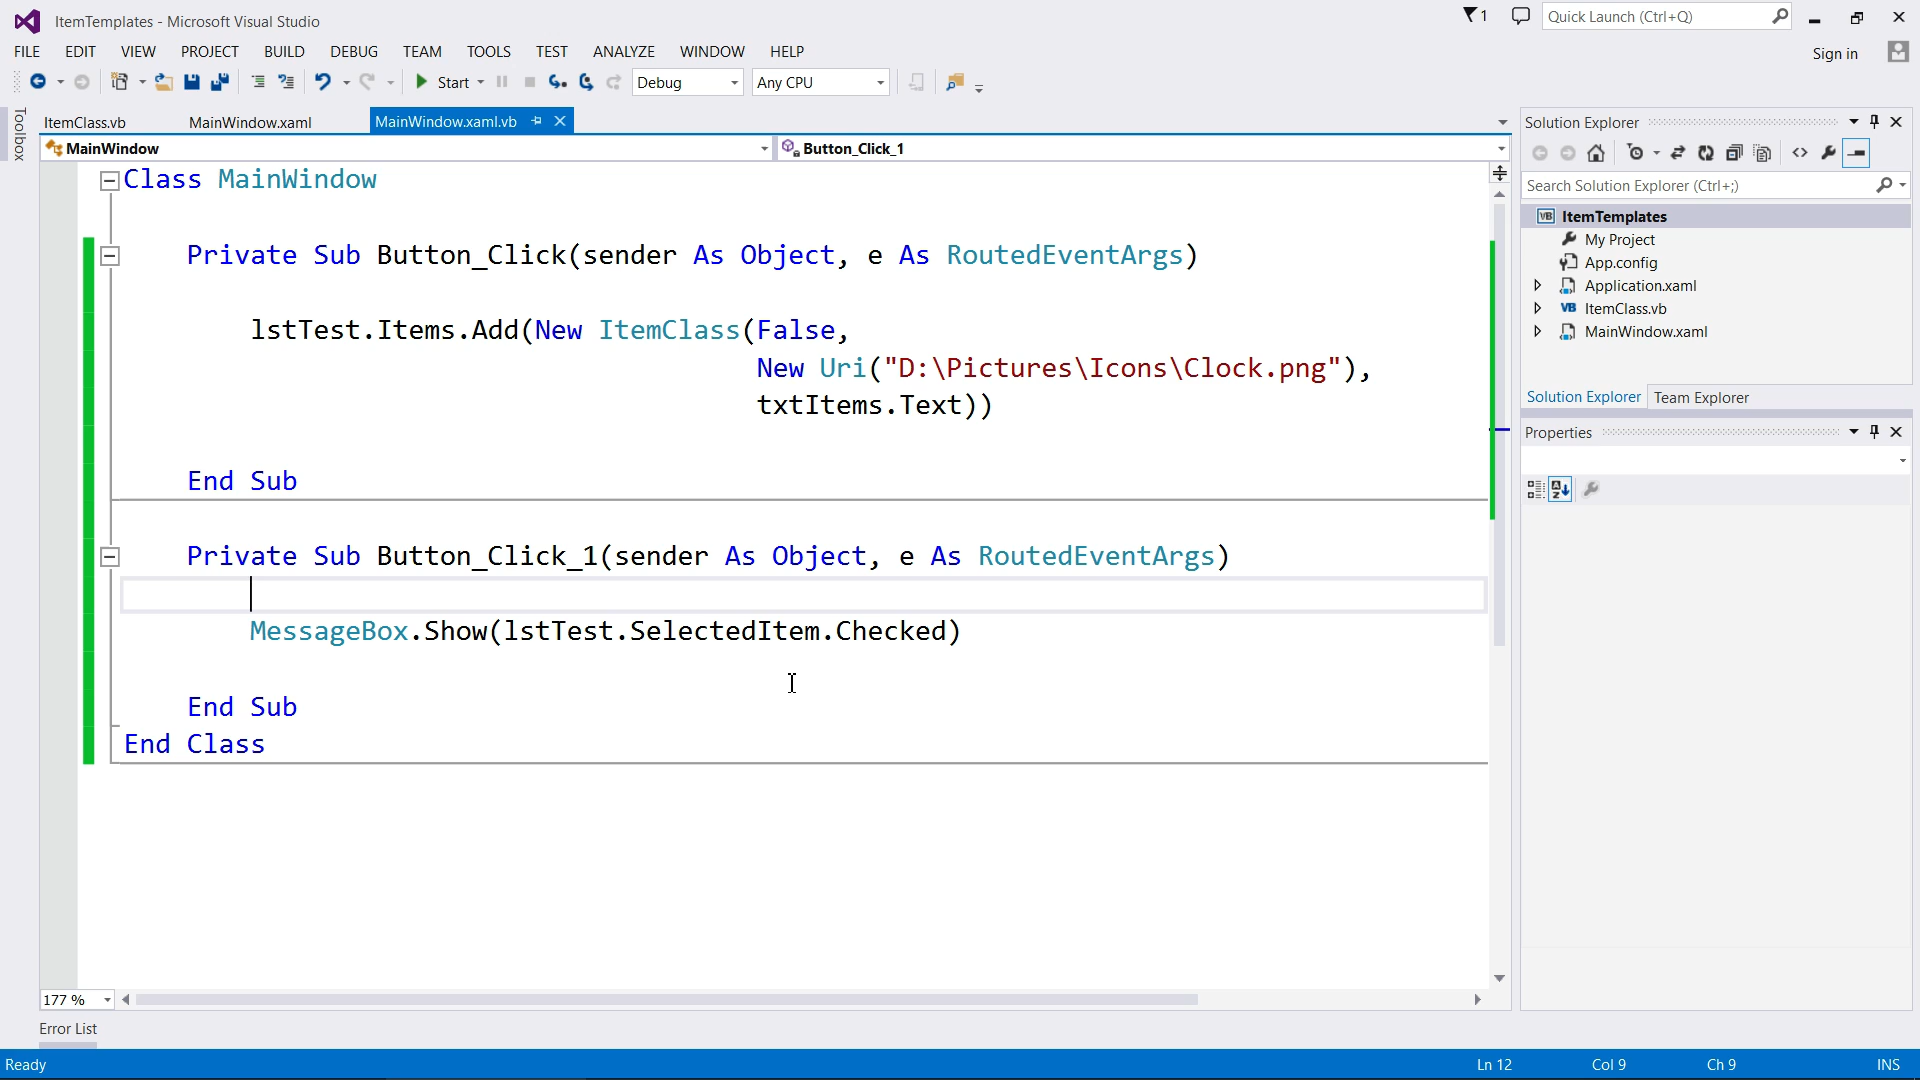 ItemTemplates - Microsoft Visual Studio
1
Quick Launch (Ctrl+Q)
FILE EDIT VIEW PROJECT BUILD DEBUG TEAM TOOLS TEST ANALYZE WINDOW HELP
Sign in
Start Debug Any CPU
Toolbox
ItemClass.vb MainWindow.xaml MainWindow.xaml.vb
MainWindow Button_Click_1
Class MainWindow
Private Sub Button_Click(sender As Object, e As RoutedEventArgs)
lstTest.Items.Add(New ItemClass(False,
New Uri("D:\Pictures\Icons\Clock.png"),
txtItems.Text))
End Sub
Private Sub Button_Click_1(sender As Object, e As RoutedEventArgs)
MessageBox.Show(lstTest.SelectedItem.Checked)
End Sub
End Class
177 %
Error List
Solution Explorer
Search Solution Explorer (Ctrl+;)
VB ItemTemplates
My Project
App.config
Application.xaml
VB ItemClass.vb
MainWindow.xaml
Solution Explorer Team Explorer
Properties
Ready Ln 12 Col 9 Ch 9 INS